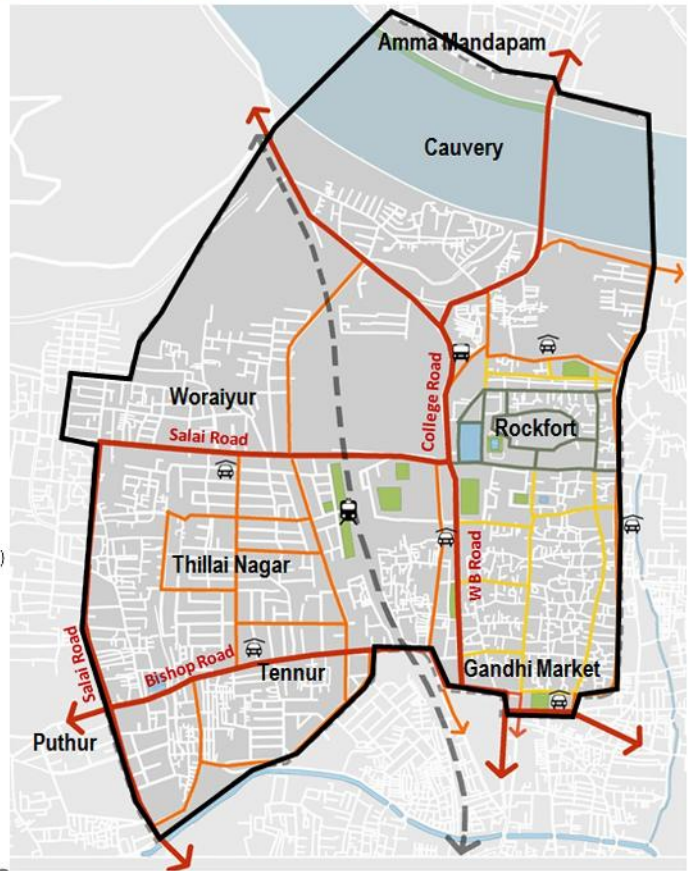 Amma Mandapam
Cauvery
College Road
Woraiyur
Rockfort
Salai Road
)
Thillai Nagar
W B Road
Salai Road
Bishop Road
Tennur
Gandhi Market
Puthur